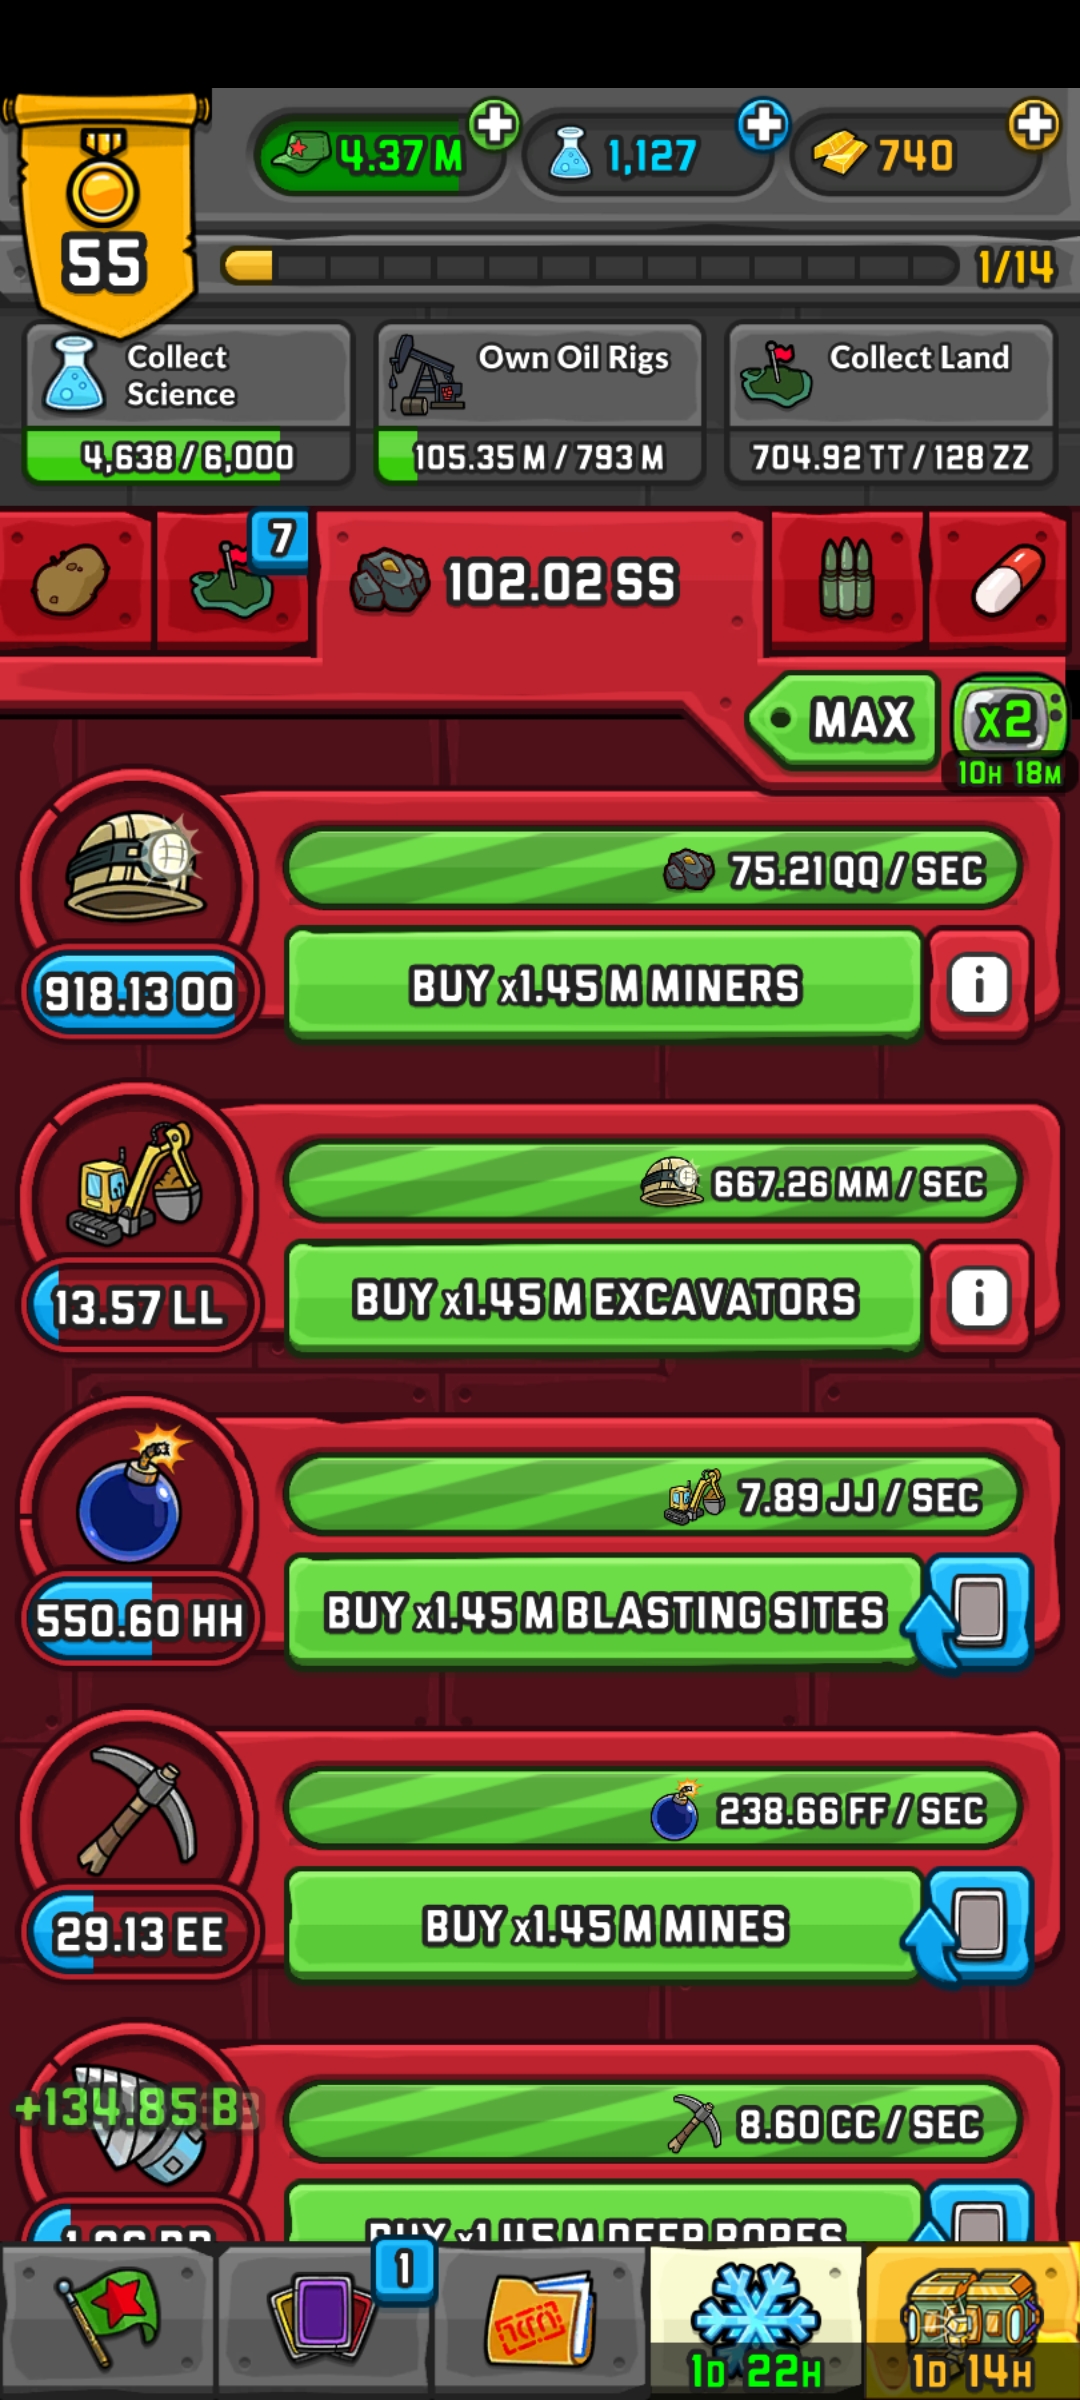 4.37 M
1,127
740
55
1/14
Collect Science
4,638 / 6,000
Own Oil Rigs
105.35 M / 793 M
Collect Land
704.92 TT / 128 ZZ
7
102.02 SS
MAX
x2
10H 18M
75.21 QQ / SEC
918.13 OO
BUY x1.45 M MINERS
i
667.26 MM / SEC
13.57 LL
BUY x1.45 M EXCAVATORS
i
7.89 JJ / SEC
550.60 HH
BUY x1.45 M BLASTING SITES
238.66 FF / SEC
29.13 EE
BUY x1.45 M MINES
+134.85 B
8.60 CC / SEC
BUY x1.45 M DEEP BORES
1
1D 22H
1D 14H